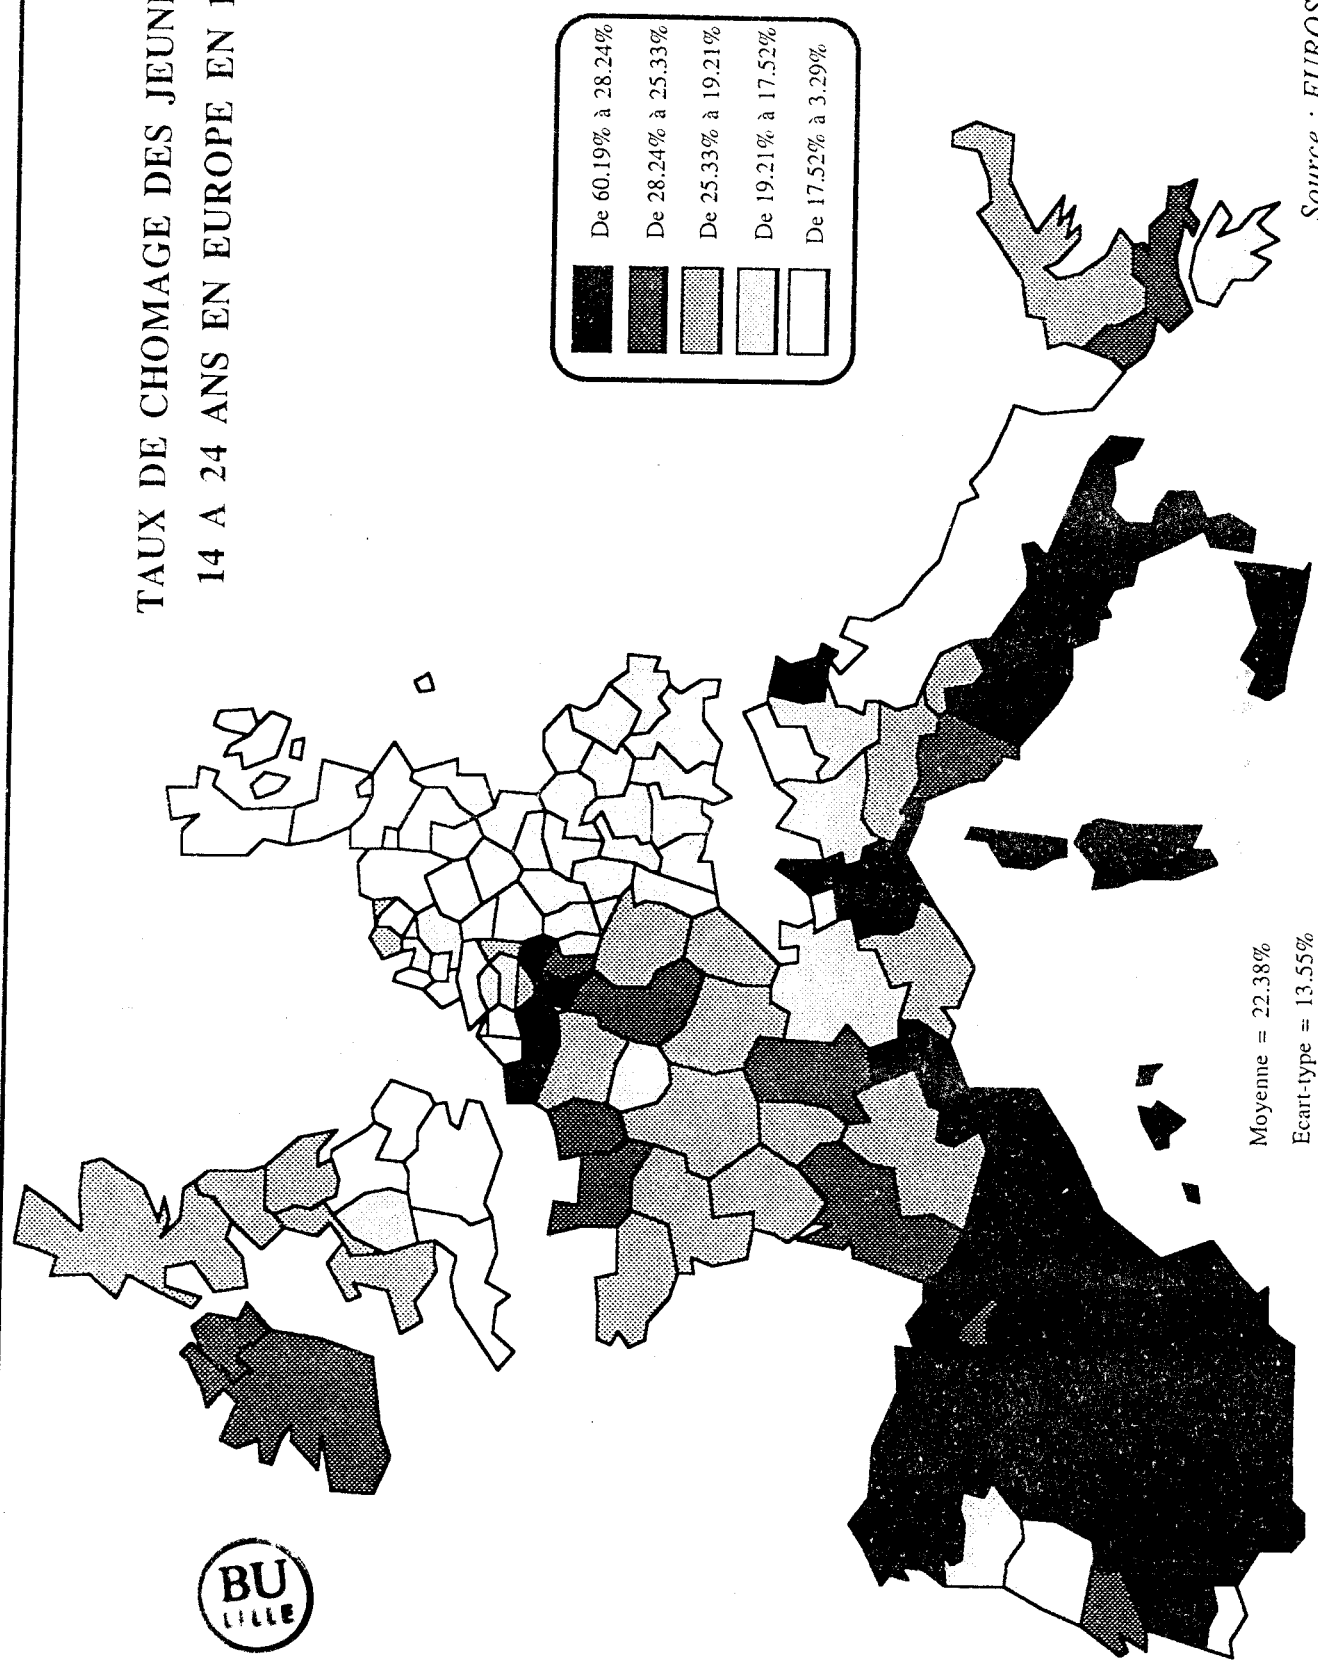 TAUX DE CHOMAGE DES
14 A 24 ANS EN EUROPE EN
De 60.19% à 28.24%
De 28.24% à 25.33%
De 25.33% à 19.21%
De 19.21% à 17.52%
De 17.52% à 3.29%
Moyenne = 22.38%
Ecart-type = 13.55%
Source :
BU
LILLE